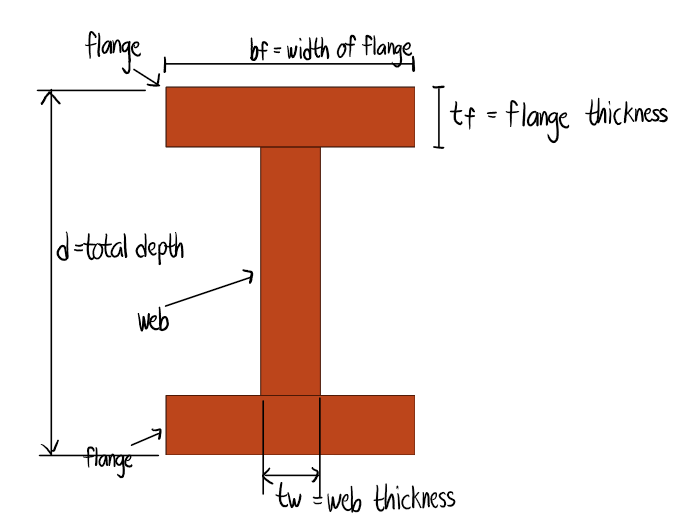 flange
bf = width of flange
tf = flange thickness
d=total depth
web
flange
tw = web thickness